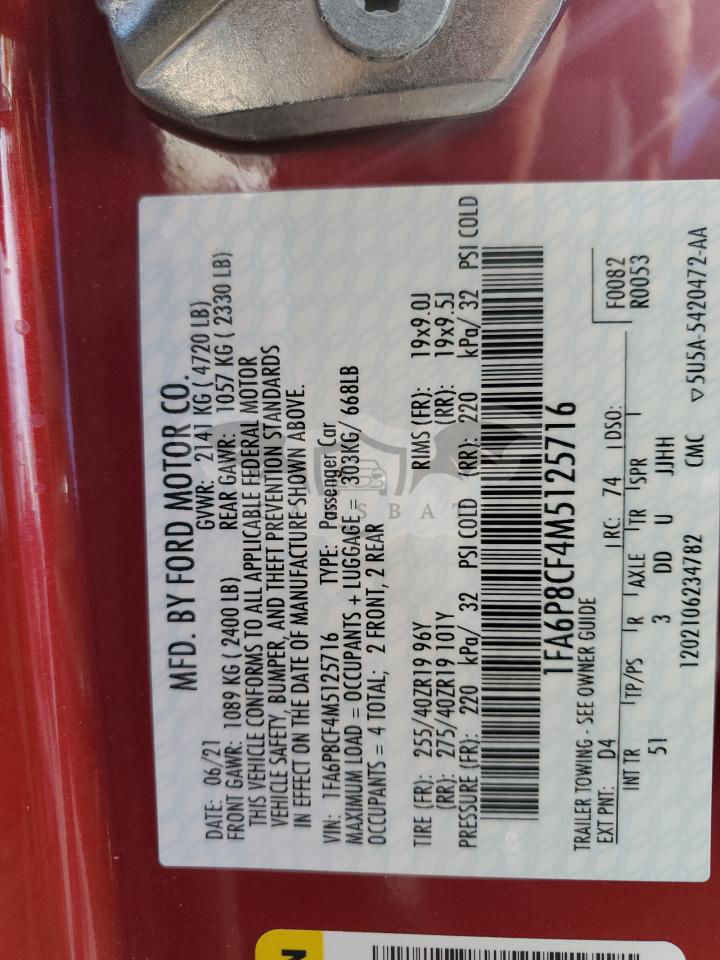 MFD. BY FORD MOTOR CO.
DATE: 06/21 GVWR: 2141 KG ( 4720 LB)
FRONT GAWR: 1089 KG ( 2400 LB) REAR GAWR: 1057 KG ( 2330 LB)
THIS VEHICLE CONFORMS TO ALL APPLICABLE FEDERAL MOTOR
VEHICLE SAFETY, BUMPER, AND THEFT PREVENTION STANDARDS
IN EFFECT ON THE DATE OF MANUFACTURE SHOWN ABOVE.
VIN: 1FA6P8CF4M5125716 TYPE: Passenger Car
MAXIMUM LOAD = OCCUPANTS + LUGGAGE = 303KG/ 668LB
OCCUPANTS = 4 TOTAL; 2 FRONT, 2 REAR
TIRE (FR): 255/40ZR19 96Y RIMS (FR): 19x9.0J
(RR): 275/40ZR19 101Y (RR): 19x9.5J
PRESSURE (FR): 220 kPa/ 32 PSI COLD (RR): 220 kPa/ 32 PSI COLD
1FA6P8CF4M5125716
TRAILER TOWING - SEE OWNER GUIDE
EXT PNT: D4 RC: 74 DSO: F0082
R0053
INT TR TP/PS R AXLE TR SPR
51 3 DD U JJHH
1202106234782 CMC ▽5U5A-5420472-AA
N